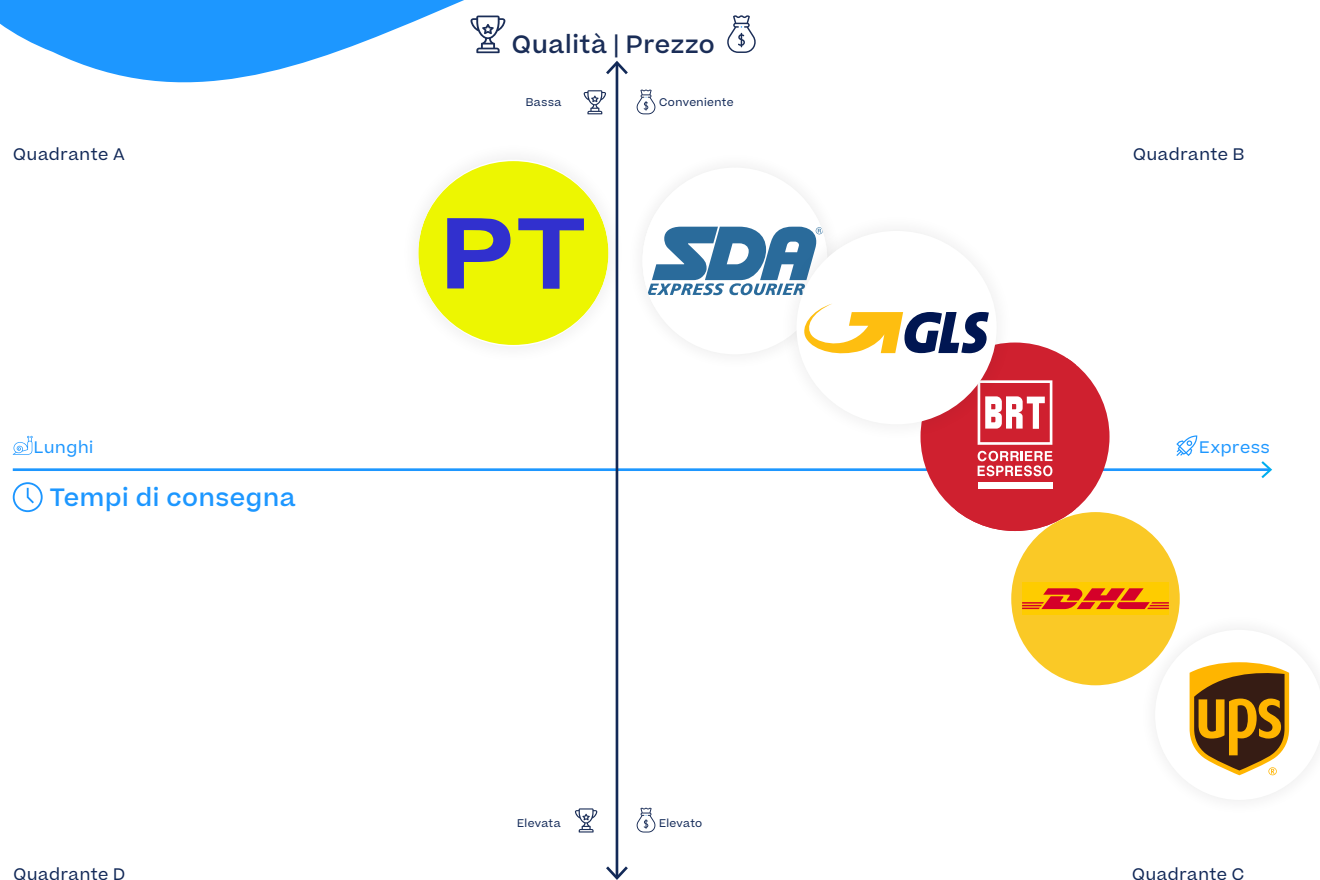 Qualità | Prezzo
Bassa
Conveniente
Quadrante A
Quadrante B
PT
SDA®
EXPRESS COURIER
GLS
BRT
CORRIERE
ESPRESSO
Lunghi
Express
Tempi di consegna
DHL
ups
®
Elevata
Elevato
Quadrante D
Quadrante C